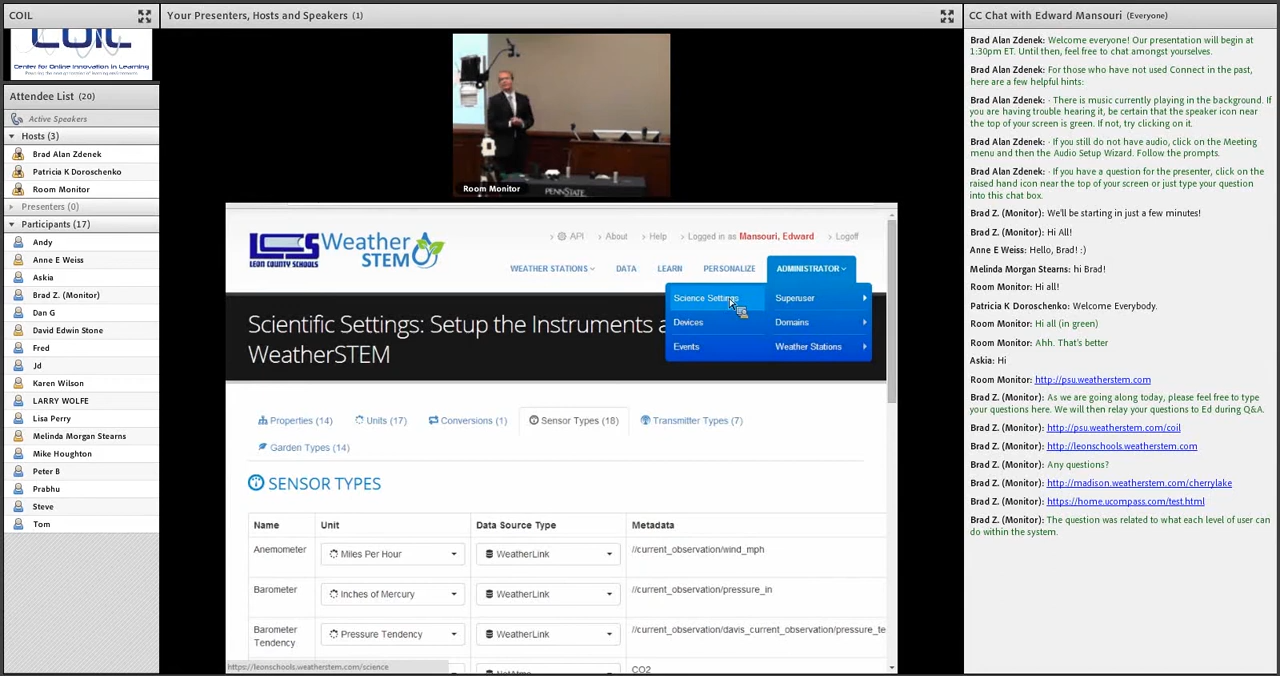 COIL
COIL
Center for Online Innovation in Learning
Attendee List (20)
Active Speakers
Hosts (3)
Brad Alan Zdenek
Patricia K Doroschenko
Room Monitor
Presenters (0)
Participants (17)
Andy
Anne E Weiss
Askia
Brad Z. (Monitor)
Dan G
David Edwin Stone
Fred
Jd
Karen Wilson
LARRY WOLFE
Lisa Perry
Melinda Morgan Stearns
Mike Houghton
Peter B
Prabhu
Steve
Tom
Your Presenters, Hosts and Speakers (1)
Room Monitor
PENNSTATE
LCS
LEON COUNTY SCHOOLS
Weather
STEM
API
About
Help
Logged in as Mansouri, Edward
Logoff
WEATHER STATIONS
DATA
LEARN
PERSONALIZE
ADMINISTRATOR
Science Settings
Superuser
Devices
Domains
Events
Weather Stations
Scientific Settings: Setup the Instruments a
WeatherSTEM
Properties (14)
Units (17)
Conversions (1)
Sensor Types (18)
Transmitter Types (7)
Garden Types (14)
SENSOR TYPES
Name
Unit
Data Source Type
Metadata
Anemometer
Miles Per Hour
WeatherLink
//current_observation/wind_mph
Barometer
Inches of Mercury
WeatherLink
//current_observation/pressure_in
Barometer
Tendency
Pressure Tendency
WeatherLink
//current_observation/davis_current_observation/pressure_te
CO2
https://leonschools.weatherstem.com/science
CC Chat with Edward Mansouri (Everyone)
Brad Alan Zdenek: Welcome everyone! Our presentation will begin at
1:30pm ET. Until then, feel free to chat amongst yourselves.
Brad Alan Zdenek: For those who have not used Connect in the past,
here are a few helpful hints:
Brad Alan Zdenek: · There is music currently playing in the background. If
you are having trouble hearing it, be certain that the speaker icon near
the top of your screen is green. If not, try clicking on it.
Brad Alan Zdenek: · If you still do not have audio, click on the Meeting
menu and then the Audio Setup Wizard. Follow the prompts.
Brad Alan Zdenek: · If you have a question for the presenter, click on the
raised hand icon near the top of your screen or just type your question
into this chat box.
Brad Z. (Monitor): We'll be starting in just a few minutes!
Brad Z. (Monitor): Hi All!
Anne E Weiss: Hello, Brad! :)
Melinda Morgan Stearns: hi Brad!
Room Monitor: Hi all!
Patricia K Doroschenko: Welcome Everybody.
Room Monitor: Hi all (in green)
Room Monitor: Ahh. That's better
Askia: Hi
Room Monitor: http://psu.weatherstem.com
Brad Z. (Monitor): As we are going along today, please feel free to type
your questions here. We will then relay your questions to Ed during Q&A.
Brad Z. (Monitor): http://psu.weatherstem.com/coil
Brad Z. (Monitor): http://leonschools.weatherstem.com
Brad Z. (Monitor): Any questions?
Brad Z. (Monitor): http://madison.weatherstem.com/cherrylake
Brad Z. (Monitor): https://home.ucompass.com/test.html
Brad Z. (Monitor): The question was related to what each level of user can
do within the system.